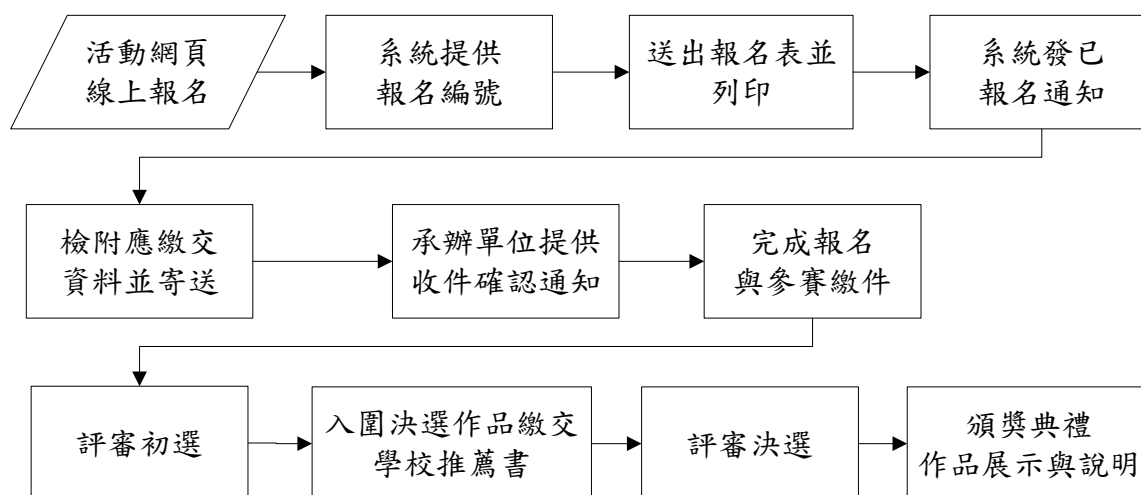 活動網頁
線上報名
系統提供
報名編號
送出報名表並
列印
系統發已
報名通知
檢附應繳交
資料並寄送
承辦單位提供
收件確認通知
完成報名
與參賽繳件
評審初選
入圍決選作品繳交
學校推薦書
評審決選
頒獎典禮
作品展示與說明